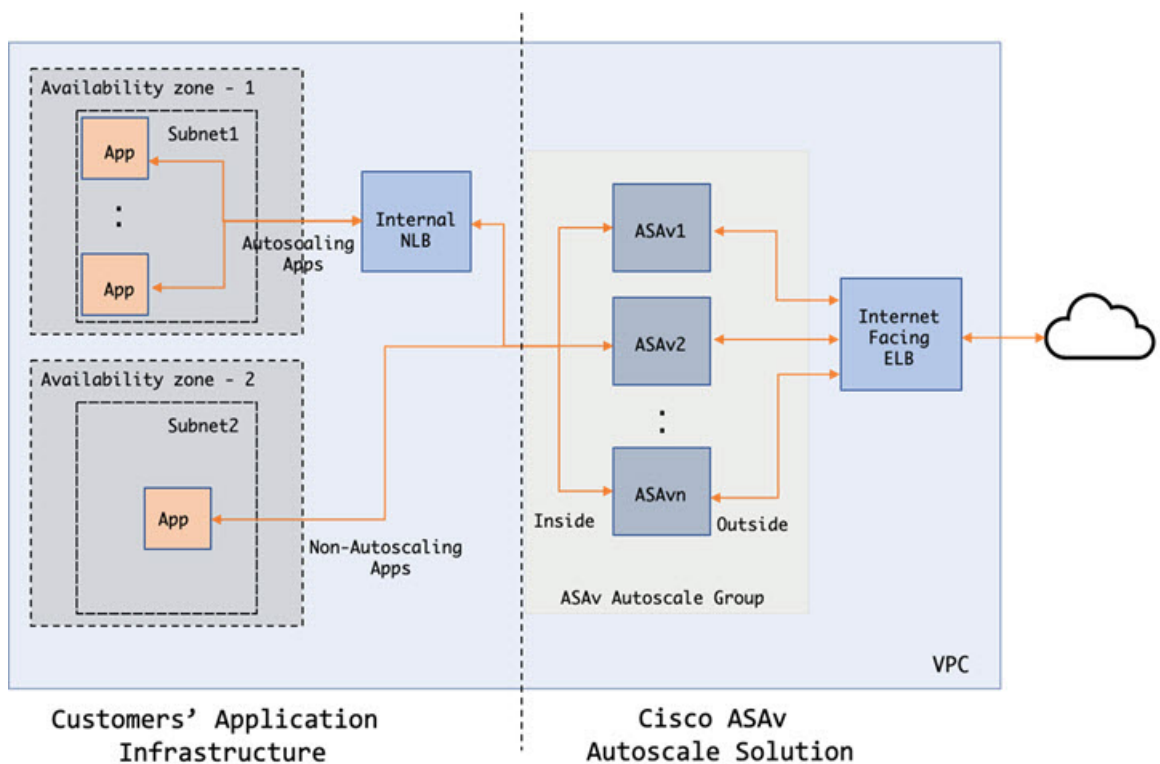 Availability zone - 1
Subnet1
App
App
Autoscaling
Apps
Internal
NLB
Availability zone - 2
Subnet2
App
Non-Autoscaling
Apps
ASAv1
ASAv2
ASAvn
Inside
Outside
ASAv Autoscale Group
Internet
Facing
ELB
VPC
Customers’ Application
Infrastructure
Cisco ASAv
Autoscale Solution